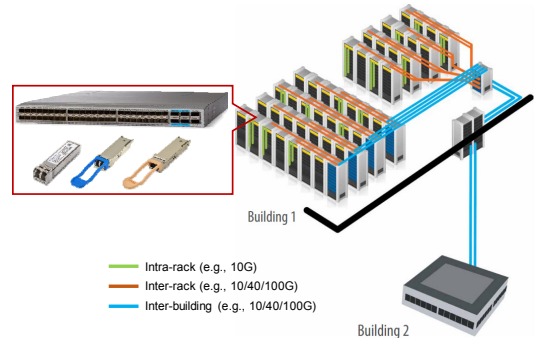 Building 1
Intra-rack (e.g., 10G)
Inter-rack (e.g., 10/40/100G)
Inter-building (e.g., 10/40/100G)
Building 2